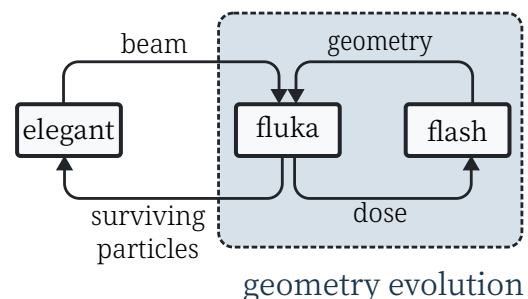 beam
geometry
elegant
fluka
flash
surviving
particles
dose
geometry evolution